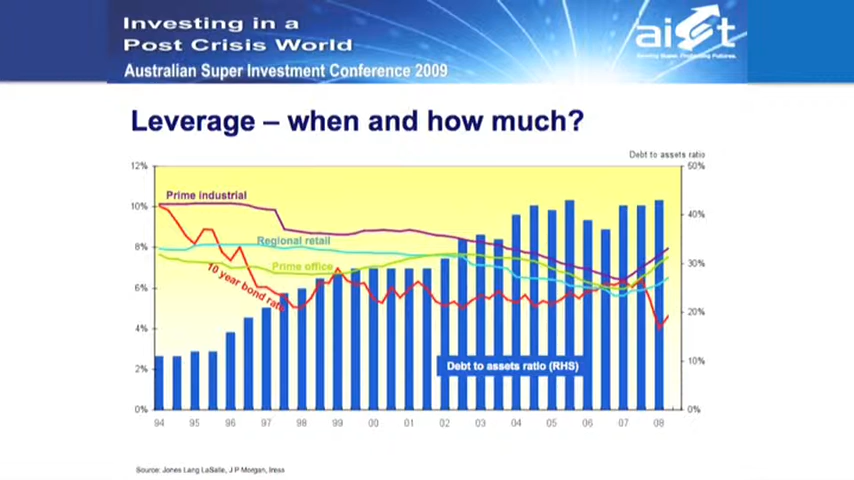 Investing in a
Post Crisis World
Australian Super Investment Conference 2009
aist
Leverage – when and how much?
Debt to assets ratio
12%
10%
8%
6%
4%
2%
0%
60%
40%
30%
20%
10%
0%
Prime industrial
Regional retail
Prime office
10 year bond rate
Debt to assets ratio (RHS)
94 95 96 97 98 99 00 01 02 03 04 05 06 07 08
Source: Jones Lang LaSalle, J P Morgan, Iress